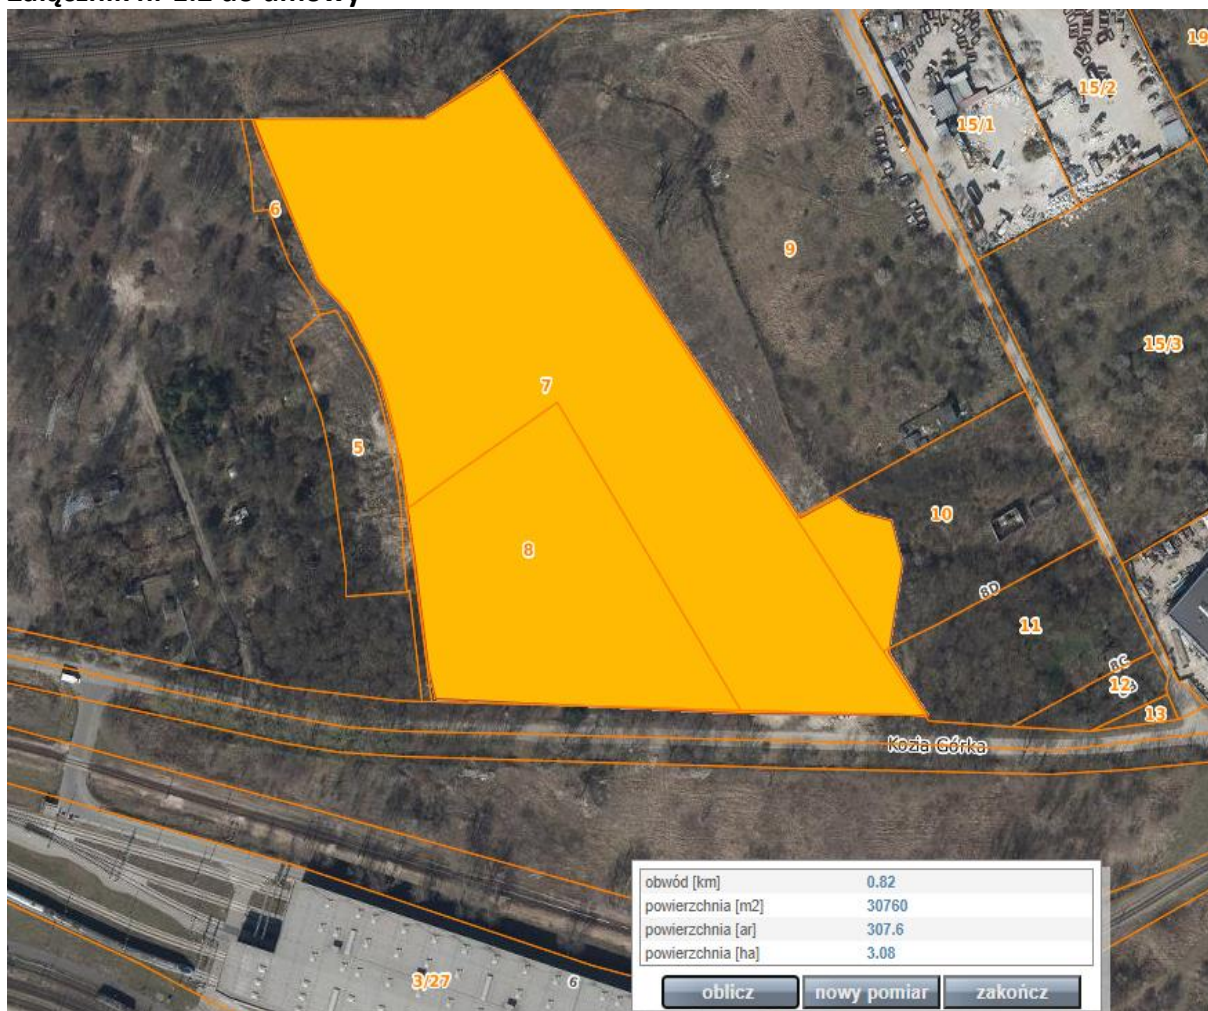 Załącznik nr 1.1 do umowy
19
15/2
15/1
6
9
15/3
7
5
10
8
8D
11
8C
12
13
Kozia Górka
obwód [km] 0.82
powierzchnia [m2] 30760
powierzchnia [ar] 307.6
powierzchnia [ha] 3.08
3/27
6
oblicz nowy pomiar zakończ